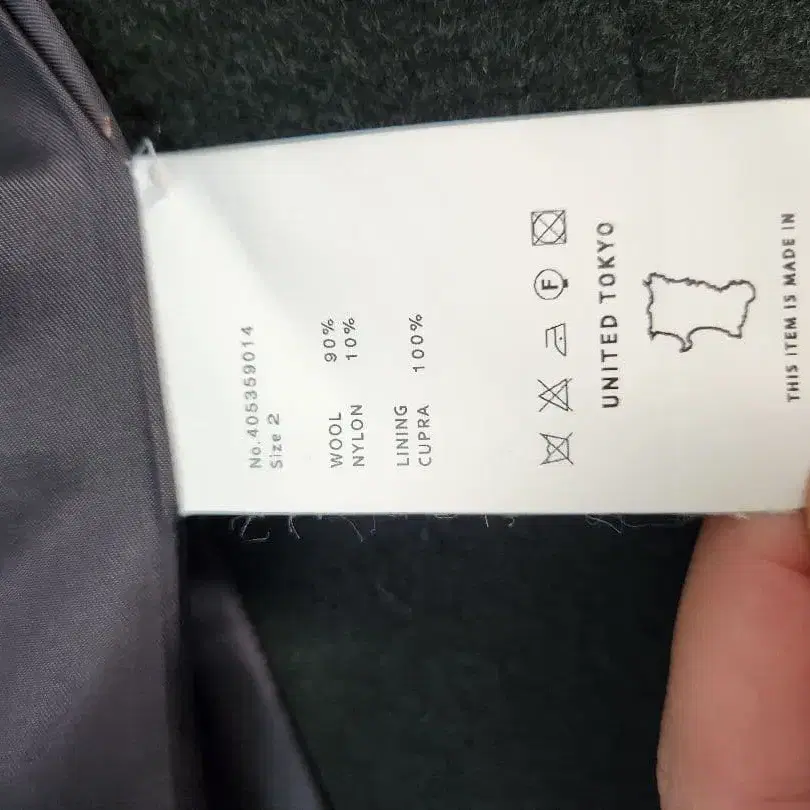 No.405359014
Size 2
WOOL 90%
NYLON 10%
LINING
CUPRA 100%
F
UNITED TOKYO
THIS ITEM IS MADE IN